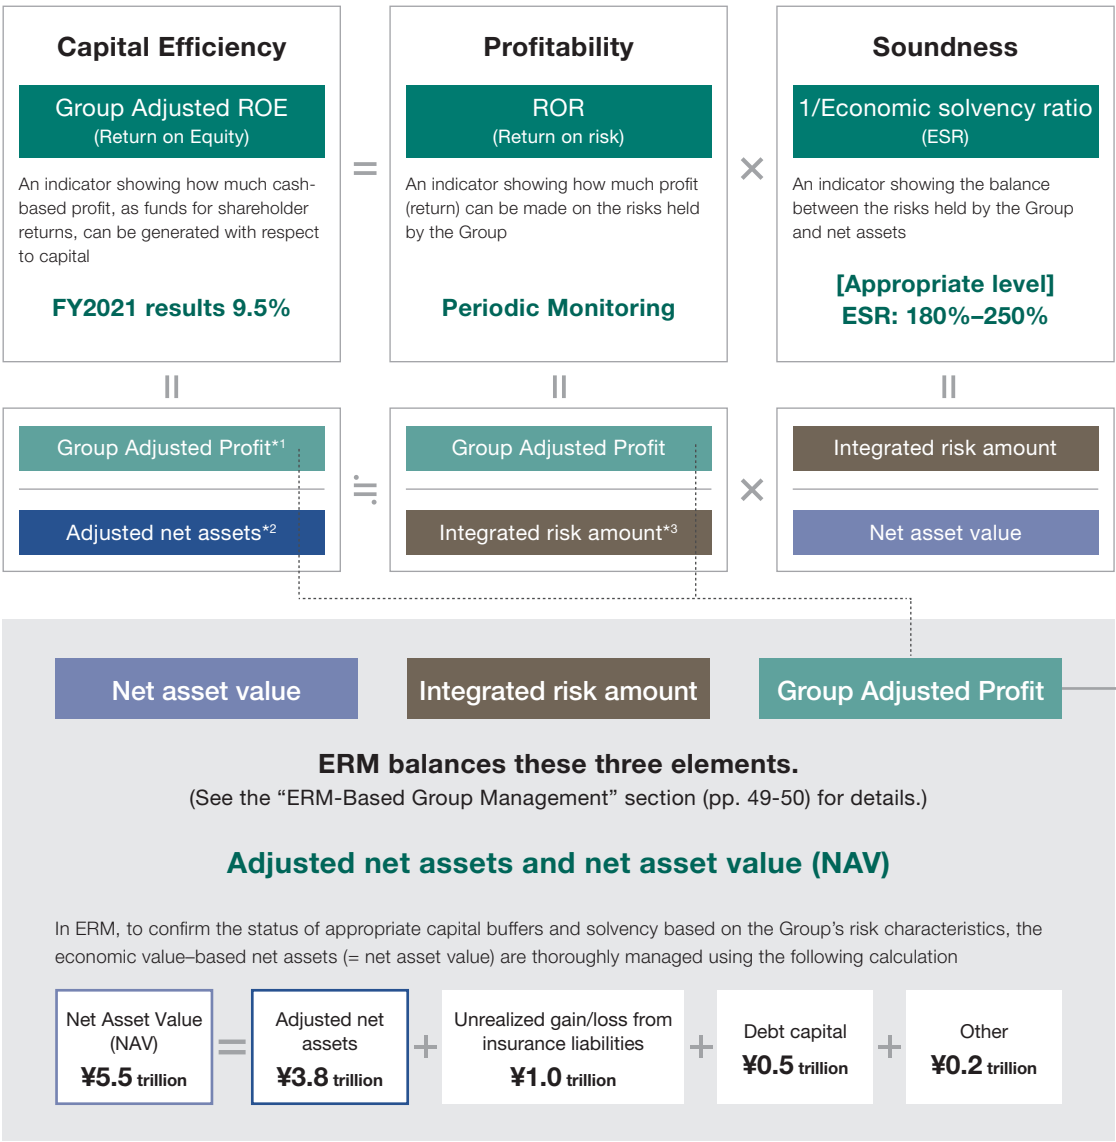 Capital Efficiency
Group Adjusted ROE
(Return on Equity)
An indicator showing how much cash-
based profit, as funds for shareholder
returns, can be generated with respect
to capital
FY2021 results 9.5%
=
Profitability
ROR
(Return on risk)
An indicator showing how much profit
(return) can be made on the risks held
by the Group
Periodic Monitoring
×
Soundness
1/Economic solvency ratio
(ESR)
An indicator showing the balance
between the risks held by the Group
and net assets
[Appropriate level]
ESR: 180%–250%
=
=
=
Group Adjusted Profit*1
Adjusted net assets*2
≒
Group Adjusted Profit
Integrated risk amount*3
×
Integrated risk amount
Net asset value
Net asset value
Integrated risk amount
Group Adjusted Profit
ERM balances these three elements.
(See the “ERM-Based Group Management” section (pp. 49-50) for details.)
Adjusted net assets and net asset value (NAV)
In ERM, to confirm the status of appropriate capital buffers and solvency based on the Group’s risk characteristics, the
economic value–based net assets (= net asset value) are thoroughly managed using the following calculation
Net Asset Value
(NAV)
¥5.5 trillion
=
Adjusted net
assets
¥3.8 trillion
+
Unrealized gain/loss from
insurance liabilities
¥1.0 trillion
+
Debt capital
¥0.5 trillion
+
Other
¥0.2 trillion